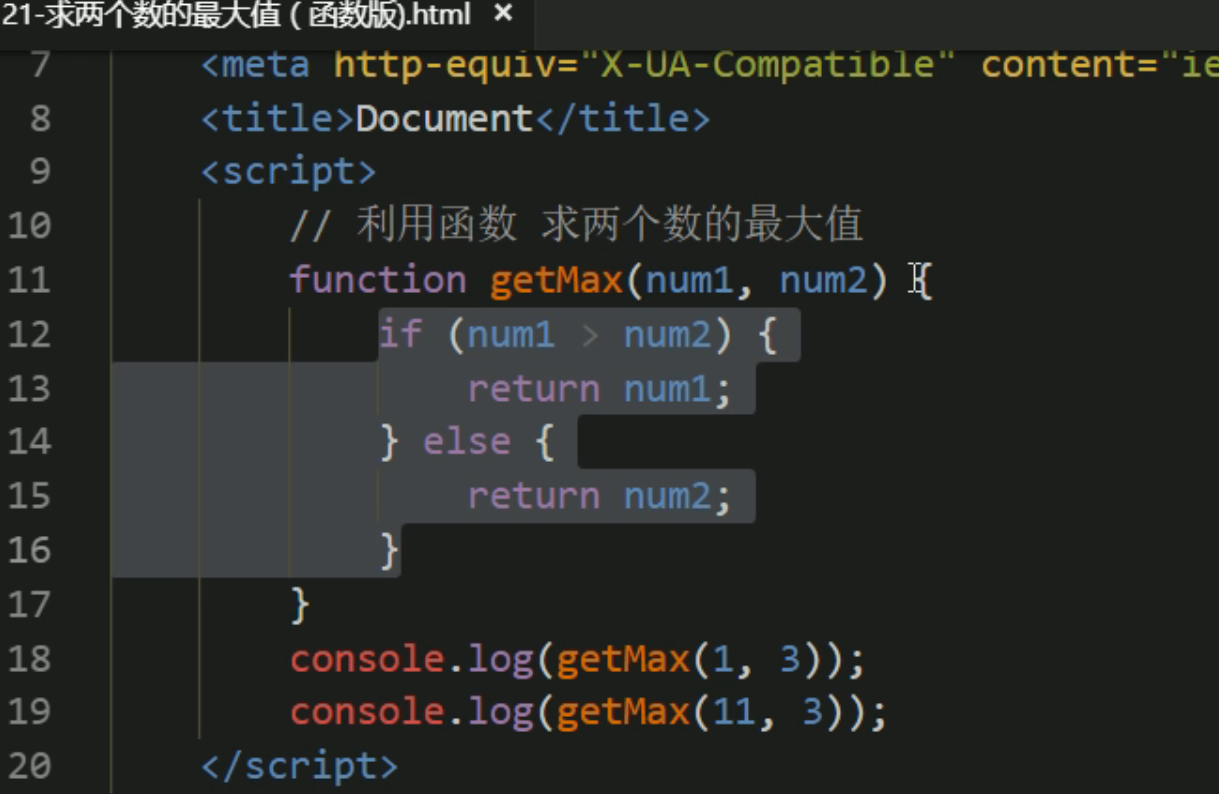 21-求两个数的最大值(函数版).html ×
7 <meta http-equiv="X-UA-Compatible" content="ie
8 <title>Document</title>
9 <script>
10 // 利用函数 求两个数的最大值
11 function getMax(num1, num2) {
12 if (num1 > num2) {
13 return num1;
14 } else {
15 return num2;
16 }
17 }
18 console.log(getMax(1, 3));
19 console.log(getMax(11, 3));
20 </script>